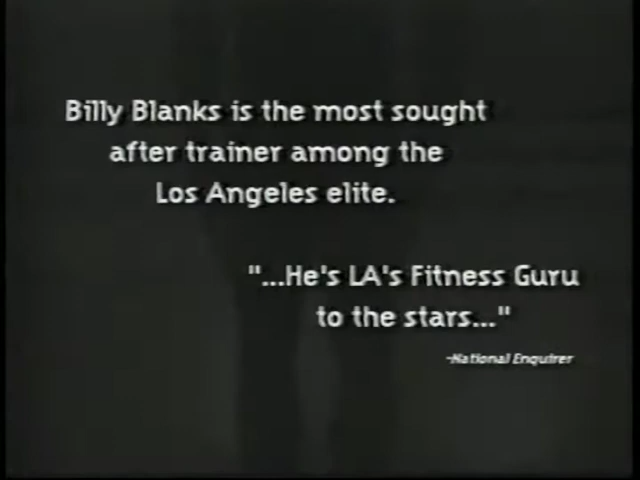 Billy Blanks is the most sought
after trainer among the
Los Angeles elite.
"...He's LA's Fitness Guru
to the stars..."
-National Enquirer